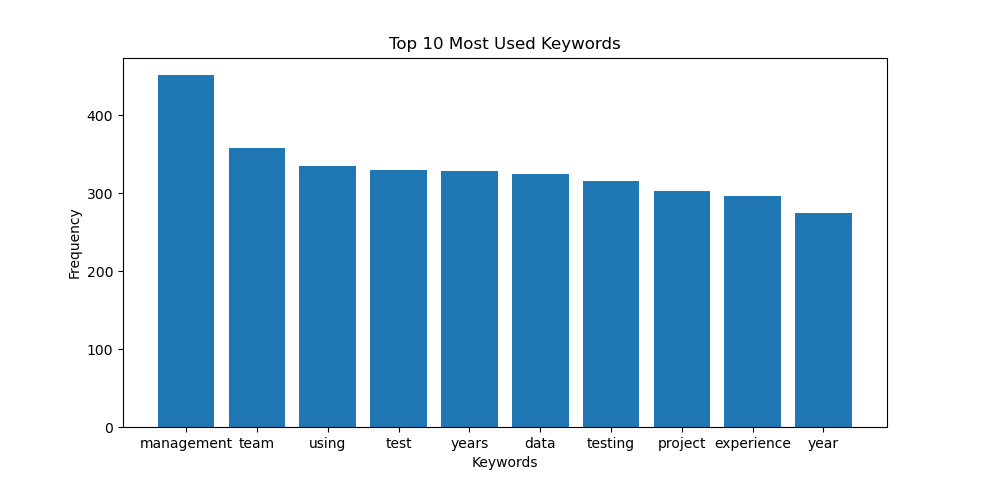 Top 10 Most Used Keywords
Frequency
400
300
200
100
0
management team using test years data testing project experience year
Keywords